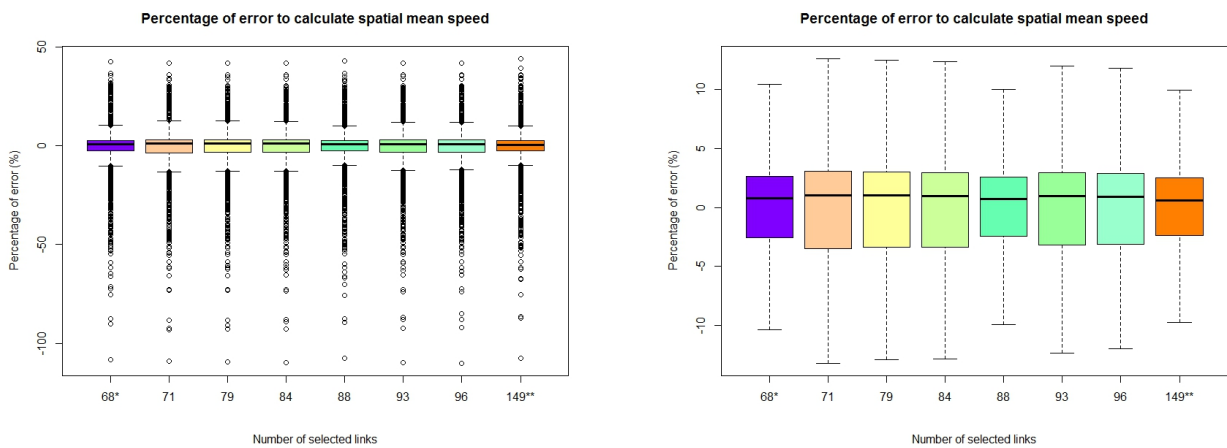 Percentage of error to calculate spatial mean speed
Percentage of error (%)
50
0
-50
-100
68* 71 79 84 88 93 96 149**
Number of selected links
Percentage of error to calculate spatial mean speed
Percentage of error (%)
10
5
0
-5
-10
68* 71 79 84 88 93 96 149**
Number of selected links